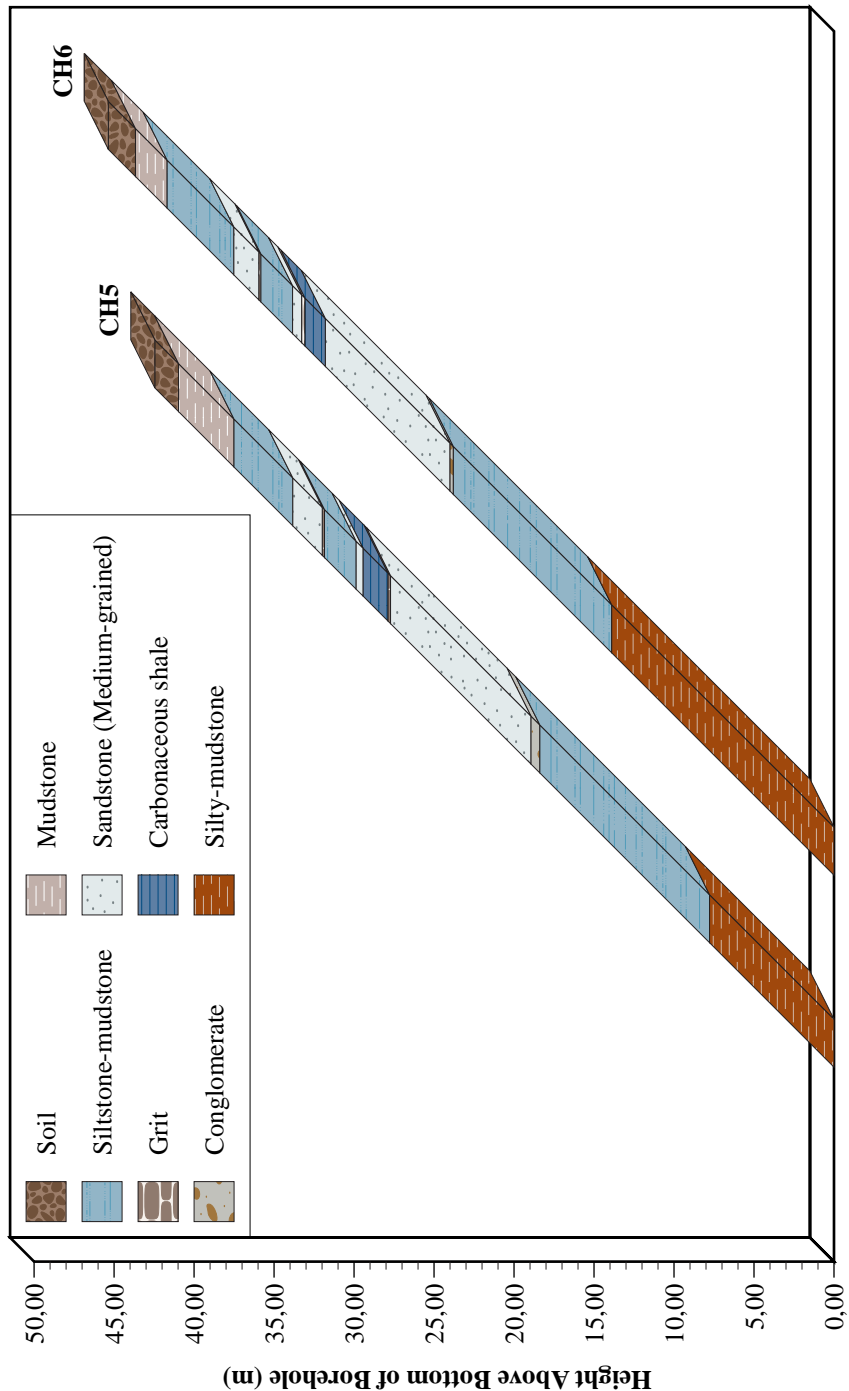 CH6
CH5
Soil
Mudstone
Siltstone-mudstone
Sandstone (Medium-grained)
Grit
Carbonaceous shale
Conglomerate
Silty-mudstone
50,00
45,00
40,00
35,00
30,00
25,00
20,00
15,00
10,00
5,00
0,00
Height Above Bottom of Borehole (m)